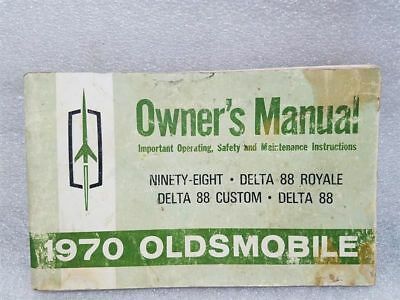 Owner's Manual
Important Operating, Safety and Maintenance Instructions
NINETY-EIGHT • DELTA 88 ROYALE
DELTA 88 CUSTOM • DELTA 88
1970 OLDSMOBILE